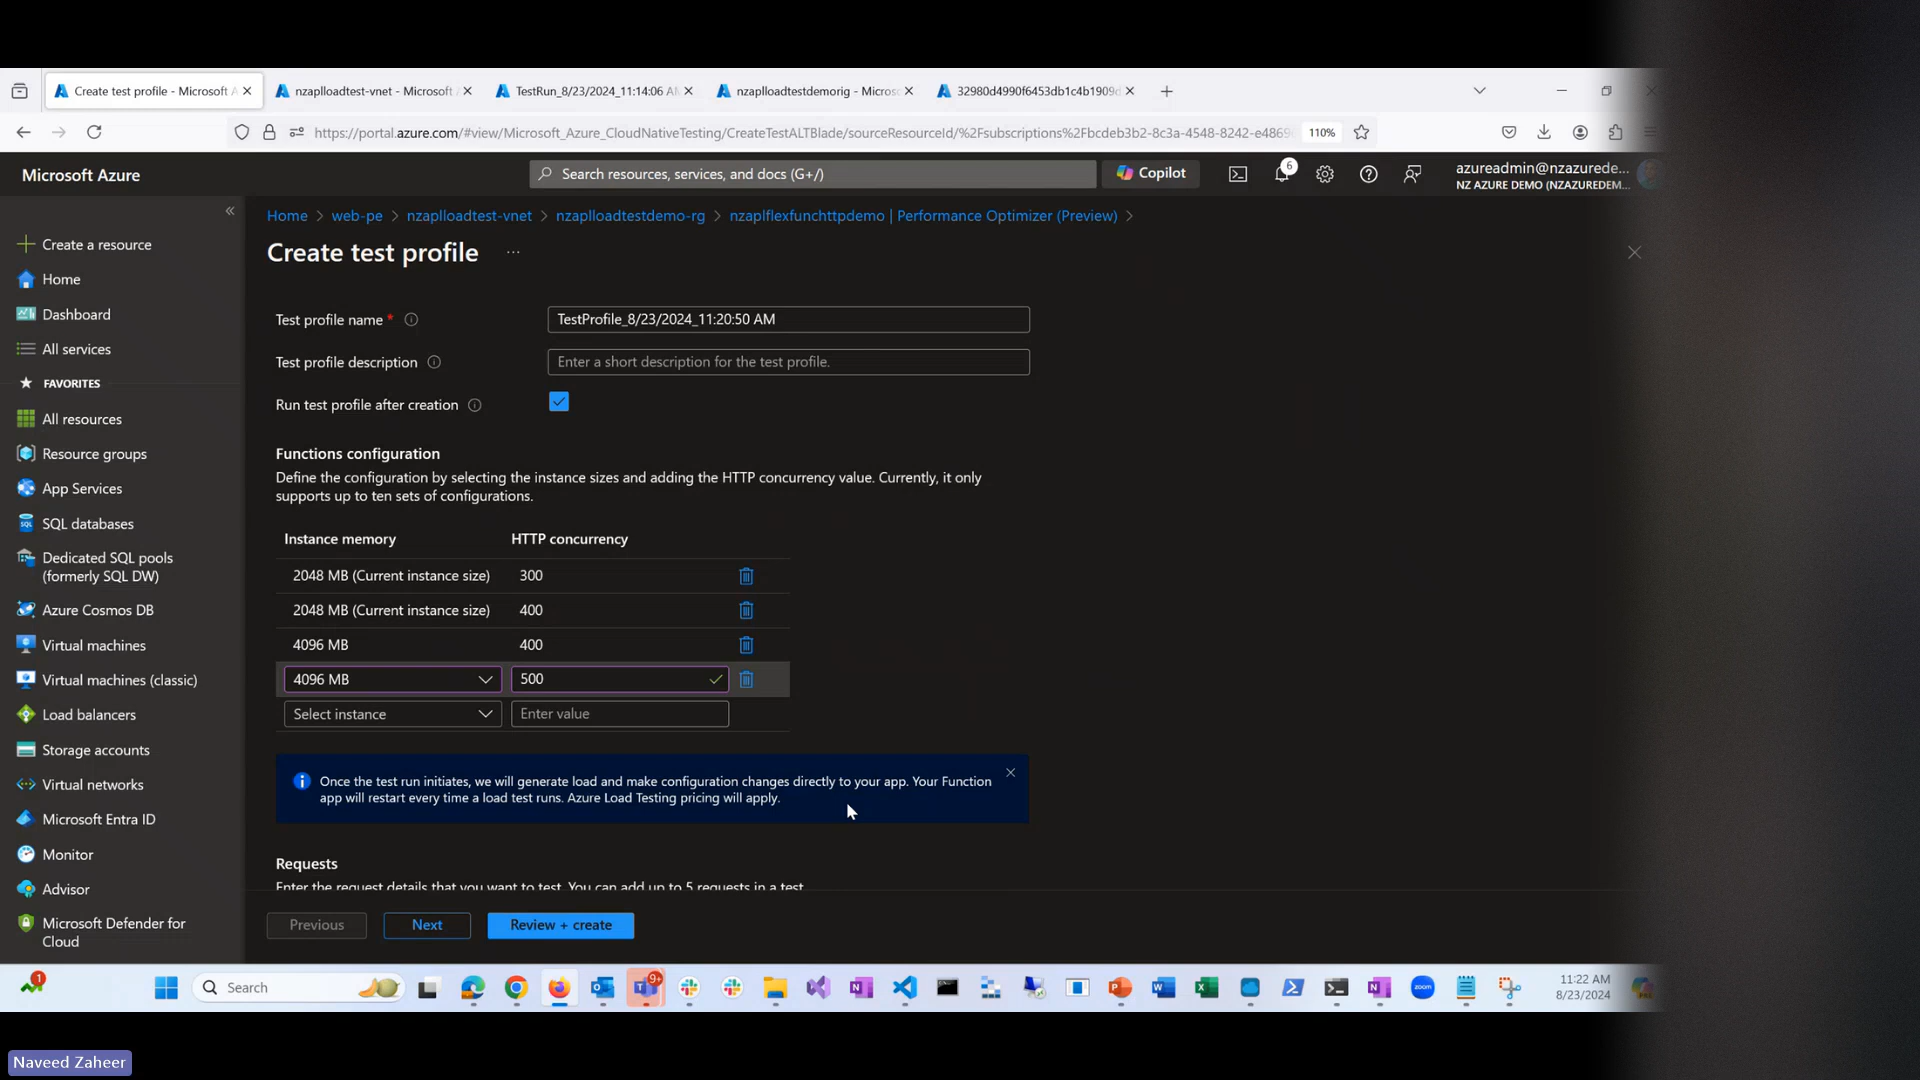 Create test profile - Microsoft A
nzaplloadtest-vnet - Microsoft A
TestRun_8/23/2024_11:14:06 AM
nzaplloadtestdemorig - Microso
32980d4990f6453db1c4b1909d
https://portal.azure.com/#view/Microsoft_Azure_CloudNativeTesting/CreateTestALTBlade/sourceResourceId/%2Fsubscriptions%2Fbcdeb3b2-8c3a-4548-8242-e4869
110%
Microsoft Azure
Search resources, services, and docs (G+/)
Copilot
6
azureadmin@nzazurede...
NZ AZURE DEMO (NZAZUREDEM...
Home > web-pe > nzaplloadtest-vnet > nzaplloadtestdemo-rg > nzaplflexfunchttpdemo | Performance Optimizer (Preview) >
Create test profile ...
Create a resource
Home
Dashboard
All services
FAVORITES
All resources
Resource groups
App Services
SQL databases
Dedicated SQL pools
(formerly SQL DW)
Azure Cosmos DB
Virtual machines
Virtual machines (classic)
Load balancers
Storage accounts
Virtual networks
Microsoft Entra ID
Monitor
Advisor
Microsoft Defender for
Cloud
Test profile name *
TestProfile_8/23/2024_11:20:50 AM
Test profile description
Enter a short description for the test profile.
Run test profile after creation
Functions configuration
Define the configuration by selecting the instance sizes and adding the HTTP concurrency value. Currently, it only
supports up to ten sets of configurations.
Instance memory HTTP concurrency
2048 MB (Current instance size) 300
2048 MB (Current instance size) 400
4096 MB 400
4096 MB 500
Select instance Enter value
Once the test run initiates, we will generate load and make configuration changes directly to your app. Your Function
app will restart every time a load test runs. Azure Load Testing pricing will apply.
Requests
Enter the request details that you want to test. You can add up to 5 requests in a test
Previous
Next
Review + create
1
Search
9+
zoom
11:22 AM
8/23/2024
Naveed Zaheer